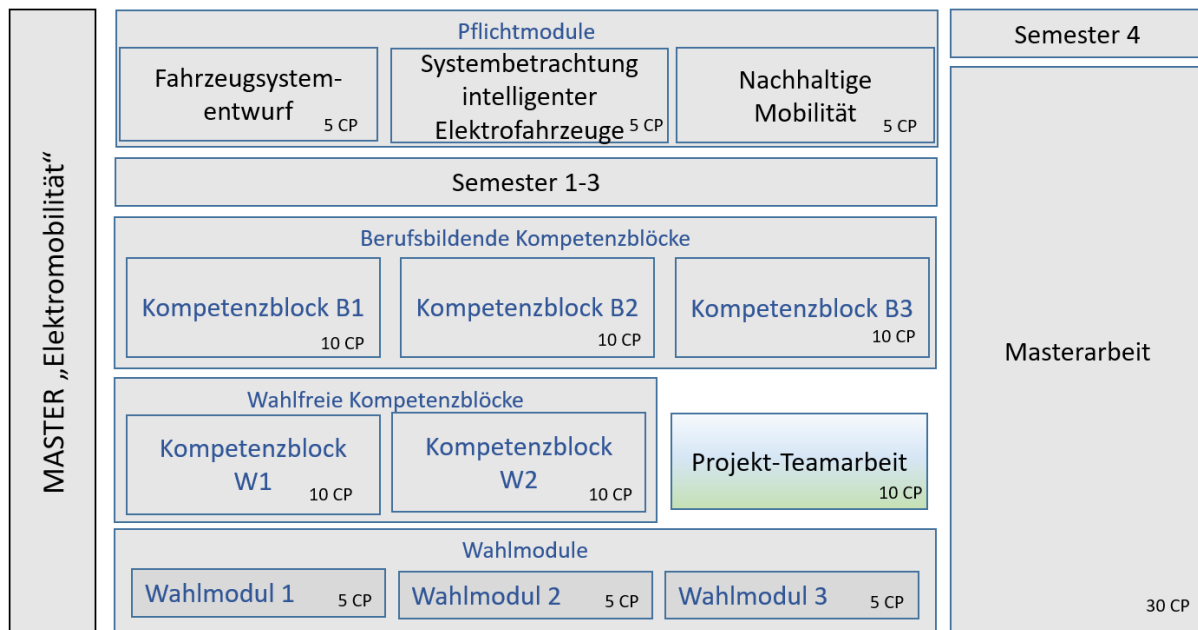 MASTER „Elektromobilität“
Pflichtmodule
Fahrzeugsystem-
entwurf
5 CP
Systembetrachtung
intelligenter
Elektrofahrzeuge
5 CP
Nachhaltige
Mobilität
5 CP
Semester 1-3
Berufsbildende Kompetenzblöcke
Kompetenzblock B1
10 CP
Kompetenzblock B2
10 CP
Kompetenzblock B3
10 CP
Wahlfreie Kompetenzblöcke
Kompetenzblock
W1
10 CP
Kompetenzblock
W2
10 CP
Projekt-Teamarbeit
10 CP
Wahlmodule
Wahlmodul 1
5 CP
Wahlmodul 2
5 CP
Wahlmodul 3
5 CP
Semester 4
Masterarbeit
30 CP